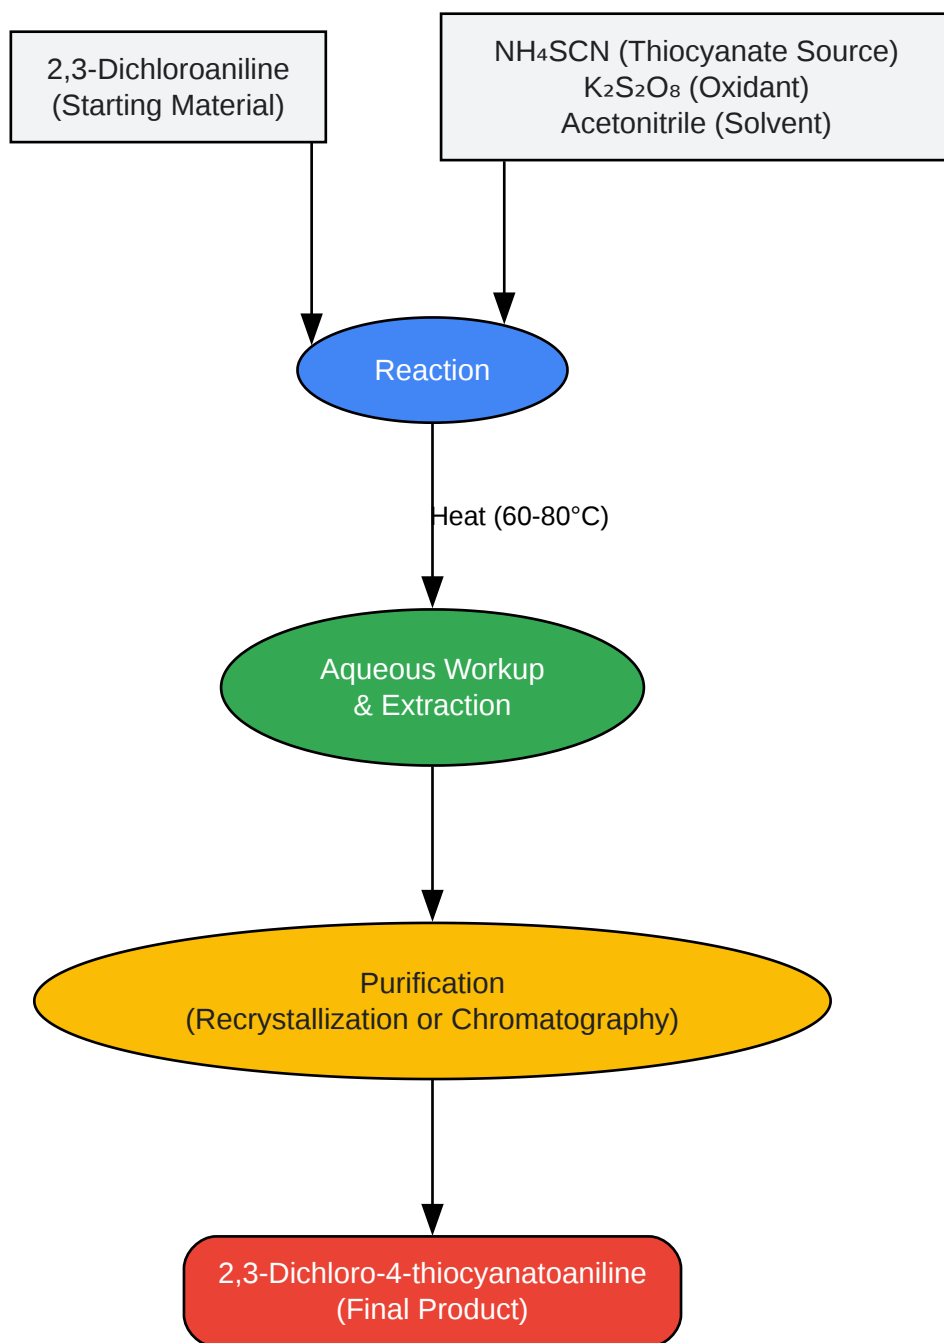 2,3-Dichloroaniline
(Starting Material)
NH₄SCN (Thiocyanate Source)
K₂S₂O₈ (Oxidant)
Acetonitrile (Solvent)
Reaction
Heat (60-80°C)
Aqueous Workup
& Extraction
Purification
(Recrystallization or Chromatography)
2,3-Dichloro-4-thiocyanatoaniline
(Final Product)